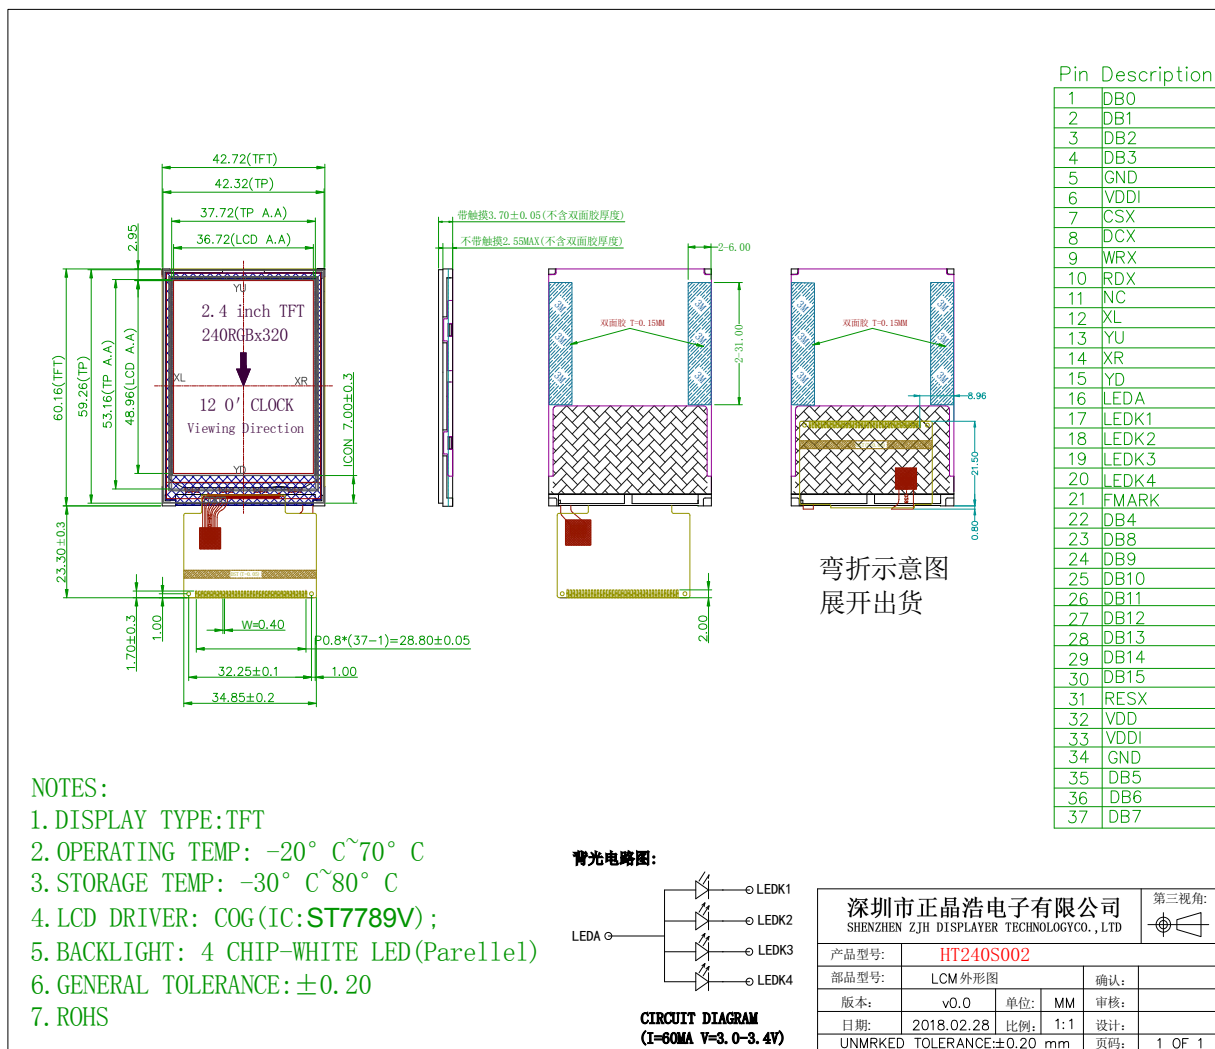 Pin Description
1 DB0
2 DB1
3 DB2
4 DB3
5 GND
6 VDDI
7 CSX
8 DCX
9 WRX
10 RDX
11 NC
12 XL
13 YU
14 XR
15 YD
16 LEDA
17 LEDK1
18 LEDK2
19 LEDK3
20 LEDK4
21 FMARK
22 DB4
23 DB8
24 DB9
25 DB10
26 DB11
27 DB12
28 DB13
29 DB14
30 DB15
31 RESX
32 VDD
33 VDDI
34 GND
35 DB5
36 DB6
37 DB7
42.72(TFT)
42.32(TP)
37.72(TP A.A)
36.72(LCD A.A)
2.95
60.16(TFT)
59.26(TP)
53.16(TP A.A)
48.96(LCD A.A)
YU
2.4 inch TFT
240RGBx320
XL
XR
12 O' CLOCK
Viewing Direction
YD
ICON 7.00±0.3
23.30±0.3
1.70±0.3
1.00
W=0.40
P0.8*(37-1)=28.80±0.05
32.25±0.1
1.00
34.85±0.2
带触摸3.70±0.05(不含双面胶厚度)
不带触摸2.55MAX(不含双面胶厚度)
2-6.00
3M
3M
3M
3M
3M
3M
双面胶 T=0.15MM
2-31.00
2.00
3M
3M
3M
3M
3M
3M
双面胶 T=0.15MM
8.96
21.50
0.80
弯折示意图
展开出货
NOTES:
1. DISPLAY TYPE:TFT
2. OPERATING TEMP: -20° C~70° C
3. STORAGE TEMP: -30° C~80° C
4. LCD DRIVER: COG(IC:ST7789V);
5. BACKLIGHT: 4 CHIP-WHITE LED(Parellel)
6. GENERAL TOLERANCE:±0.20
7. ROHS
背光电路图:
LEDA
LEDK1
LEDK2
LEDK3
LEDK4
CIRCUIT DIAGRAM
(I=60MA V=3.0-3.4V)
深圳市正晶浩电子有限公司
SHENZHEN ZJH DISPLAYER TECHNOLOGYCO.,LTD
第三视角:
产品型号: HT240S002
部品型号: LCM外形图 确认:
版本: v0.0 单位: MM 审核:
日期: 2018.02.28 比例: 1:1 设计:
UNMRKED TOLERANCE:±0.20 mm 页码: 1 OF 1